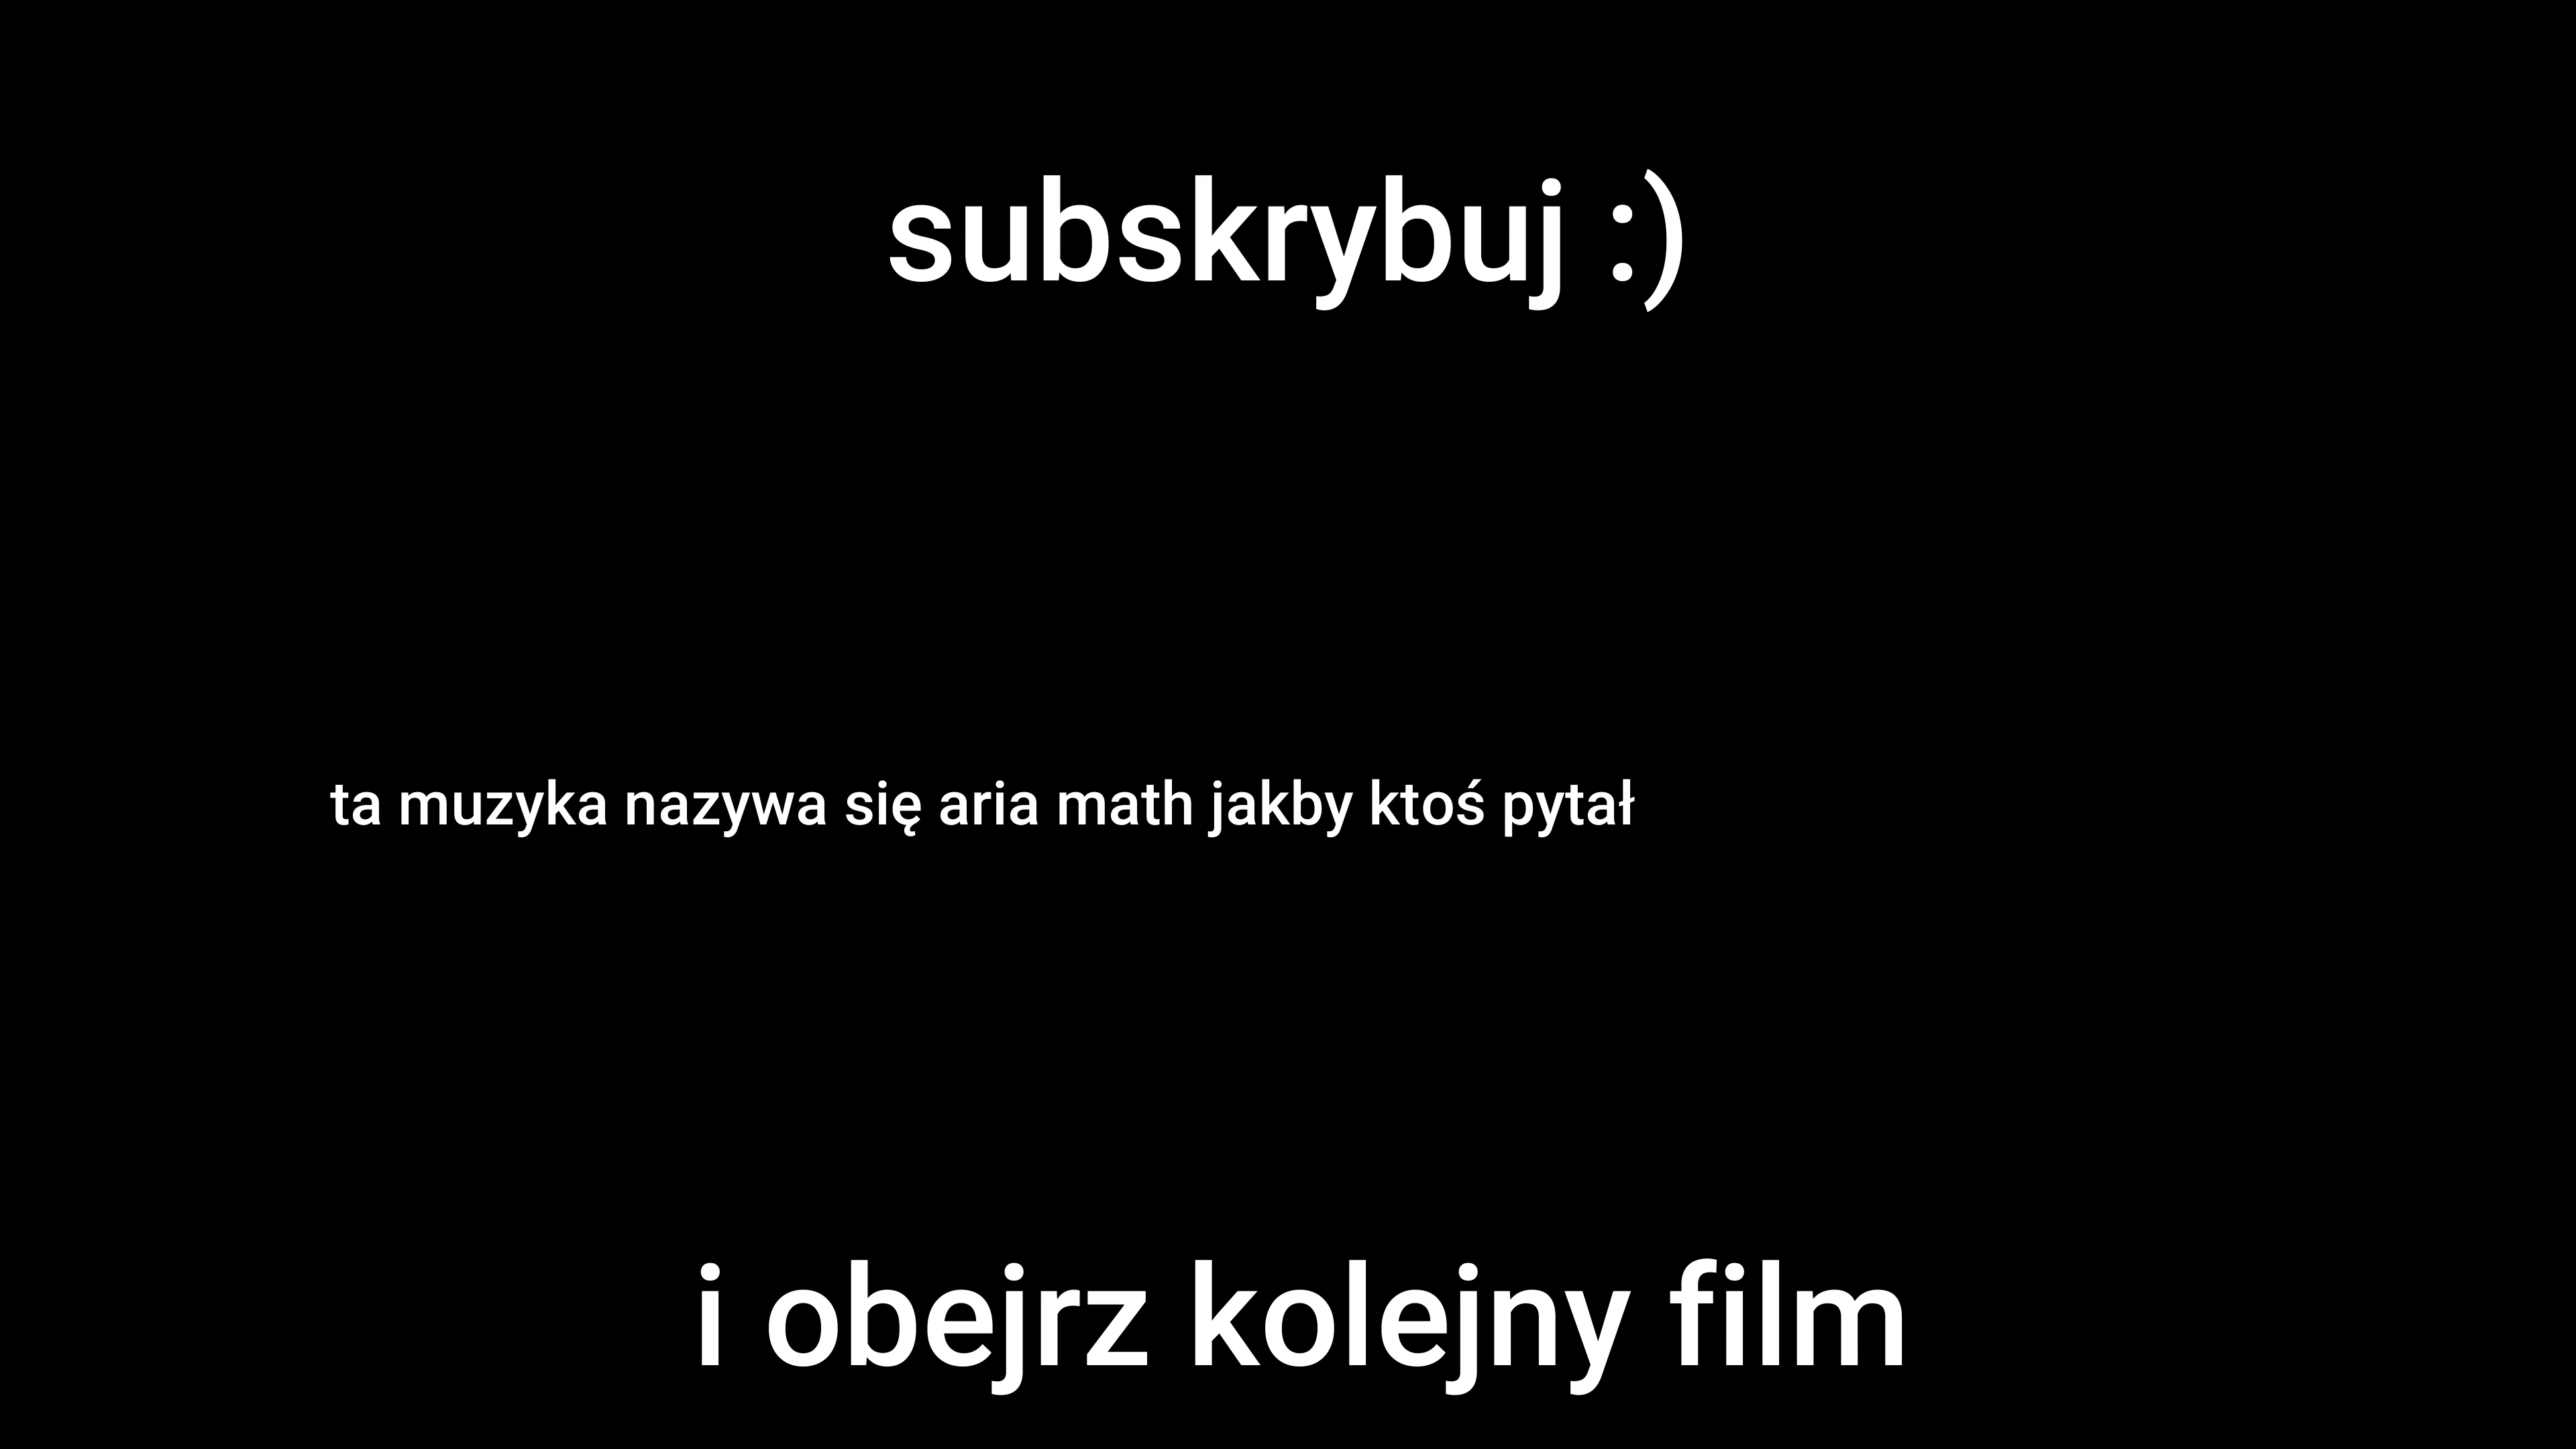 subskrybuj :)
ta muzyka nazywa się aria math jakby ktoś pytał
i obejrz kolejny film